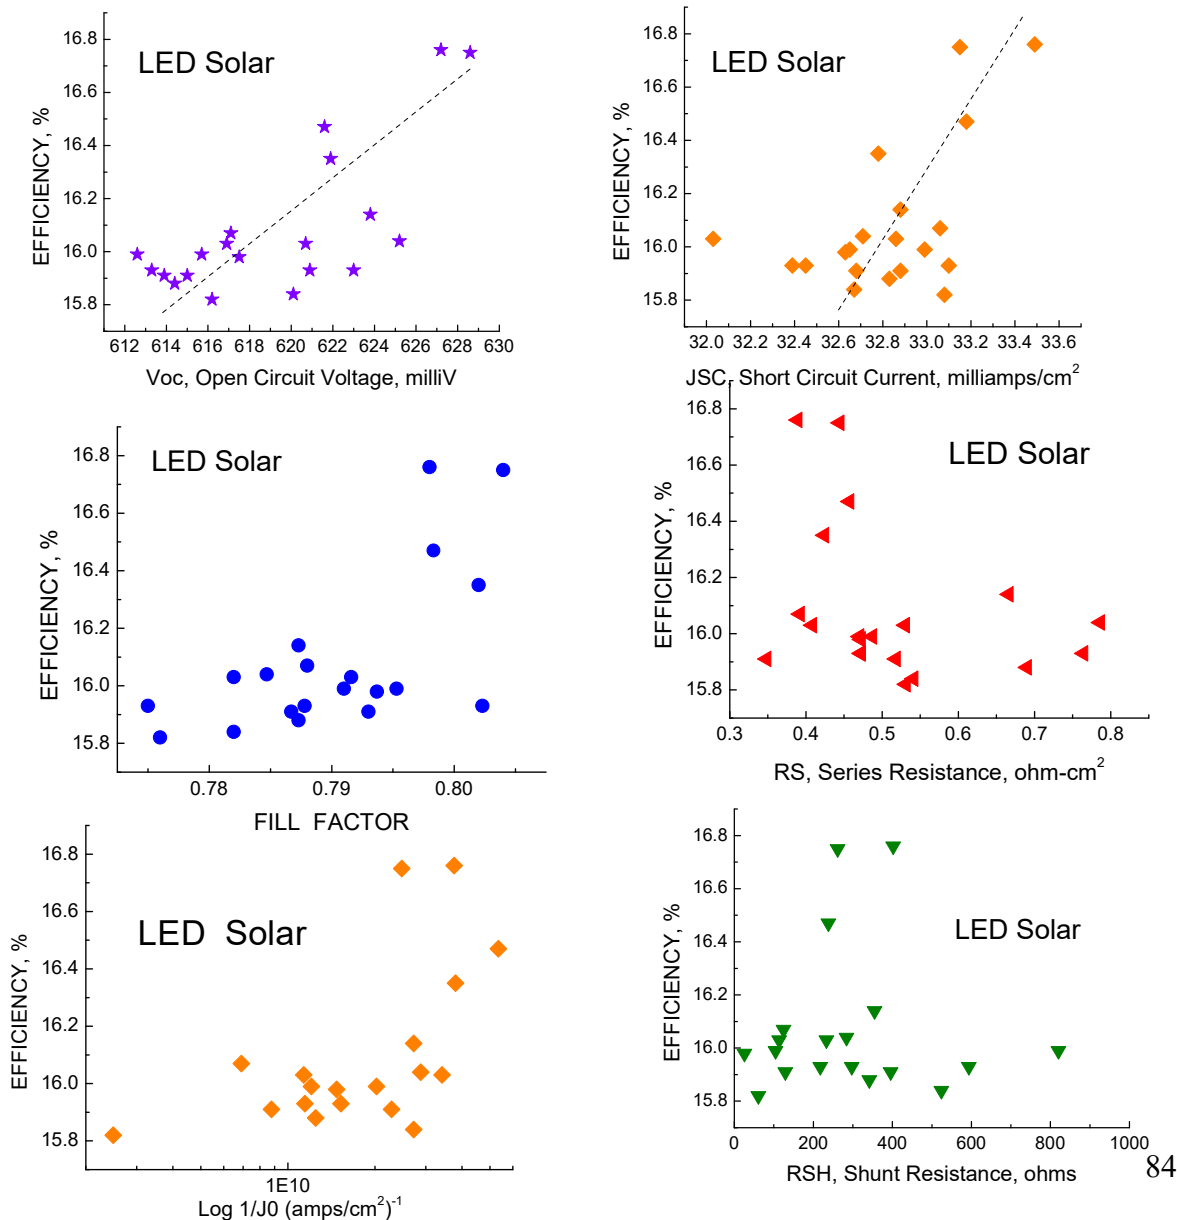 LED Solar
EFFICIENCY, %
16.8
16.6
16.4
16.2
16.0
15.8
612 614 616 618 620 622 624 626 628 630
Voc, Open Circuit Voltage, milliV
LED Solar
EFFICIENCY, %
16.8
16.6
16.4
16.2
16.0
15.8
32.0 32.2 32.4 32.6 32.8 33.0 33.2 33.4 33.6
JSC, Short Circuit Current, milliamps/cm²
LED Solar
EFFICIENCY, %
16.8
16.6
16.4
16.2
16.0
15.8
0.78 0.79 0.80
FILL FACTOR
LED Solar
EFFICIENCY, %
16.8
16.6
16.4
16.2
16.0
15.8
0.3 0.4 0.5 0.6 0.7 0.8
RS, Series Resistance, ohm-cm²
LED Solar
EFFICIENCY, %
16.8
16.6
16.4
16.2
16.0
15.8
1E10
Log 1/J0 (amps/cm²)⁻¹
LED Solar
EFFICIENCY, %
16.8
16.6
16.4
16.2
16.0
15.8
0 200 400 600 800 1000
RSH, Shunt Resistance, ohms
84